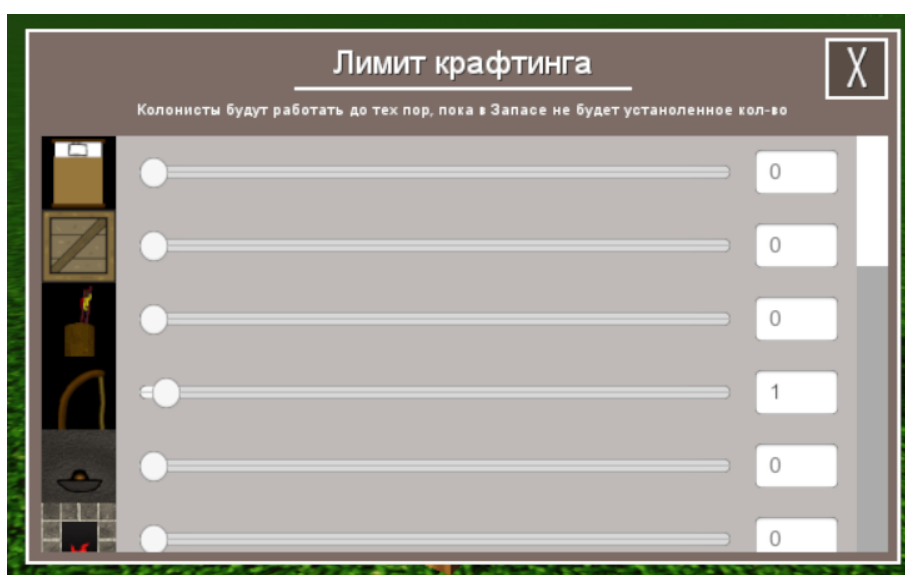 Лимит крафтинга
X
Колонисты будут работать до тех пор, пока в Запасе не будет устаноленное кол-во
0
0
0
1
0
0